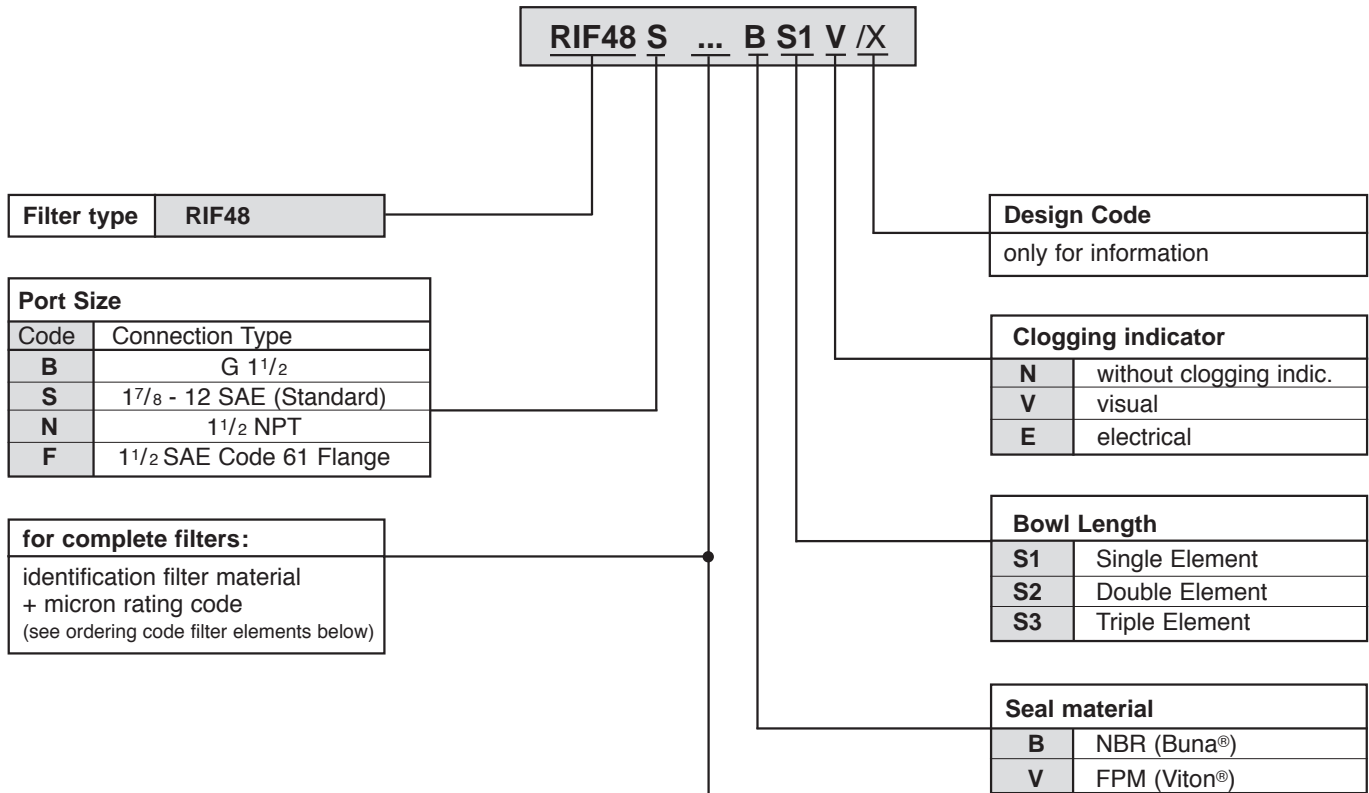 RIF48 S ... B S1 V /X
Filter type RIF48
Port Size
Code Connection Type
B G 1 1/2
S 1 7/8 - 12 SAE (Standard)
N 1 1/2 NPT
F 1 1/2 SAE Code 61 Flange
for complete filters:
identification filter material
+ micron rating code
(see ordering code filter elements below)
Design Code
only for information
Clogging indicator
N without clogging indic.
V visual
E electrical
Bowl Length
S1 Single Element
S2 Double Element
S3 Triple Element
Seal material
B NBR (Buna®)
V FPM (Viton®)